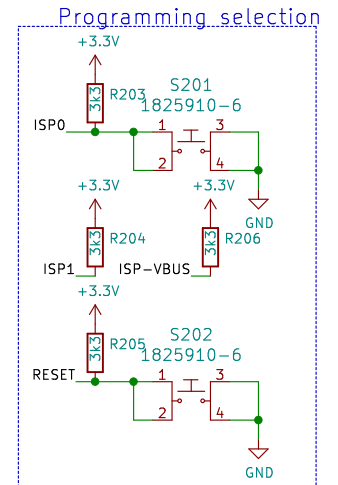 Programming selection
+3.3V
3k3 R203
S201
1825910-6
ISP0
1 3
2 4
GND
+3.3V +3.3V
3k3 R204 3k3 R206
ISP1 ISP-VBUS
+3.3V
3k3 R205
S202
1825910-6
RESET
1 3
2 4
GND